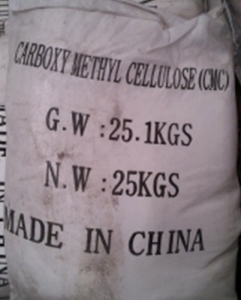 CARBOXY METHYL CELLULOSE (CMC)
G.W : 25.1KGS
N.W : 25KGS
MADE IN CHINA